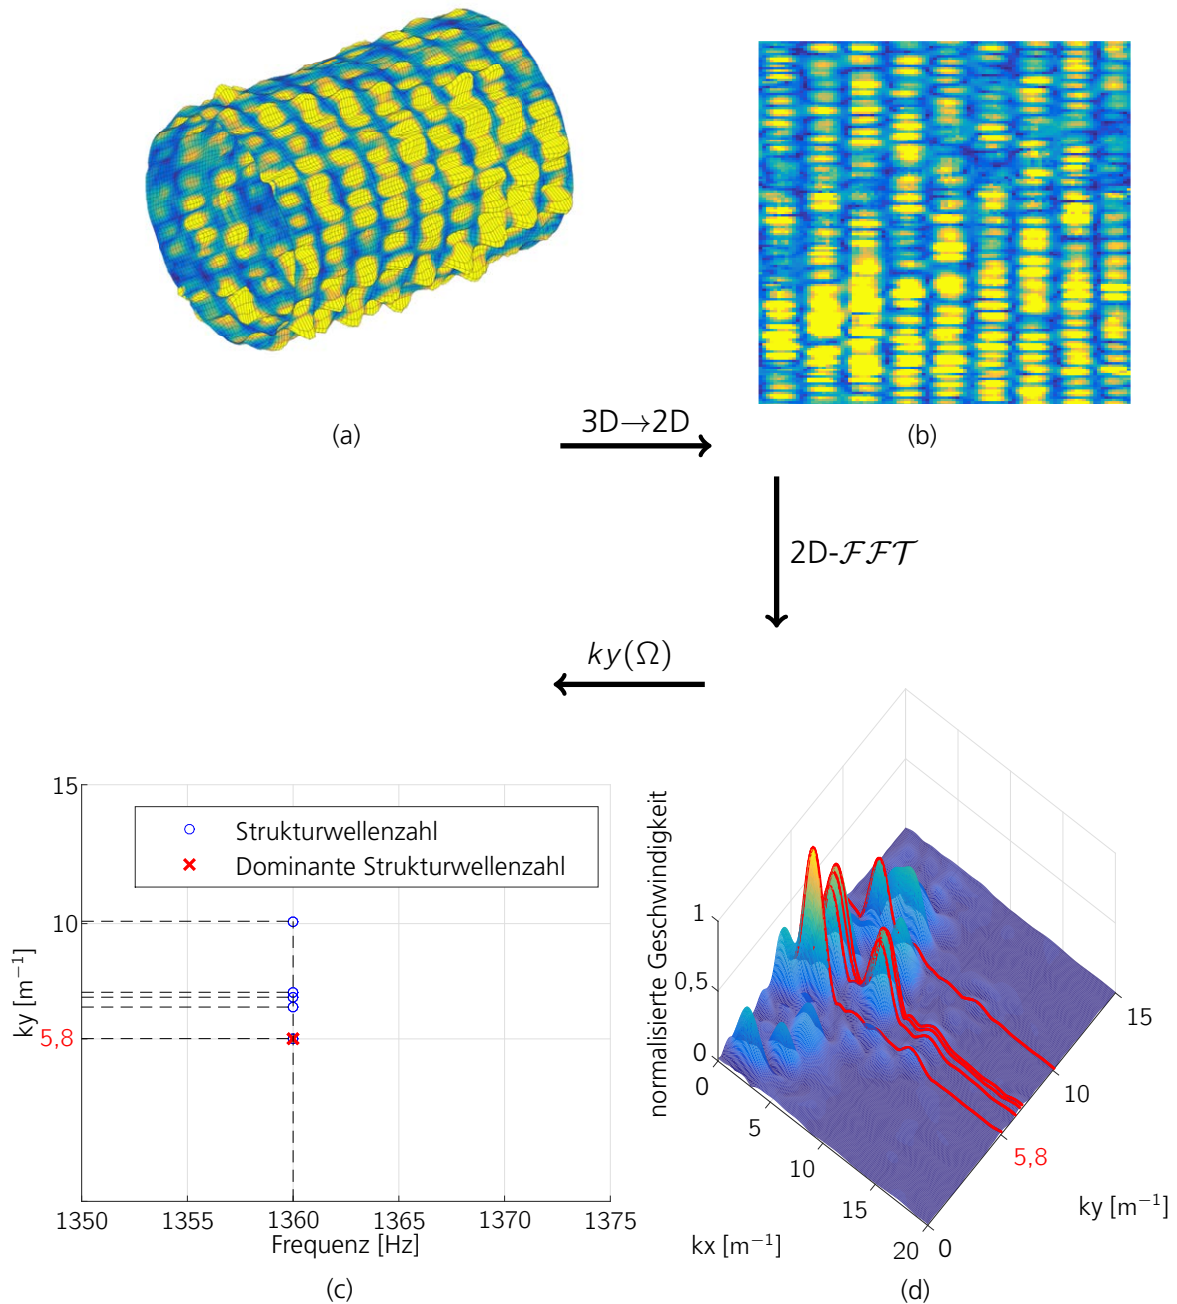 (a)
3D→2D
(b)
2D-FFT
ky(Ω)
15
10
5,8
ky [m⁻¹]
Strukturwellenzahl
Dominante Strukturwellenzahl
1350 1355 1360 1365 1370 1375
Frequenz [Hz]
(c)
normalisierte Geschwindigkeit
1
0,5
0
0
5
10
15
20
kx [m⁻¹]
0
5,8
10
15
ky [m⁻¹]
(d)